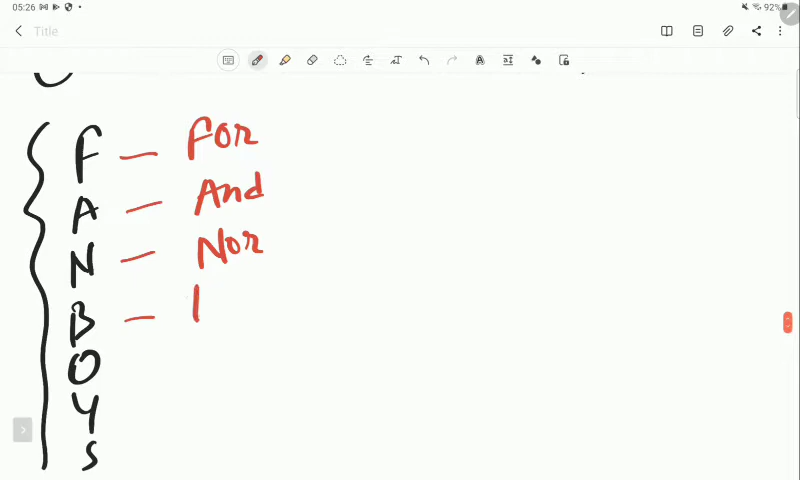 05:26
92%
Title
F — For
A — And
N — Nor
B —
O
Y
S